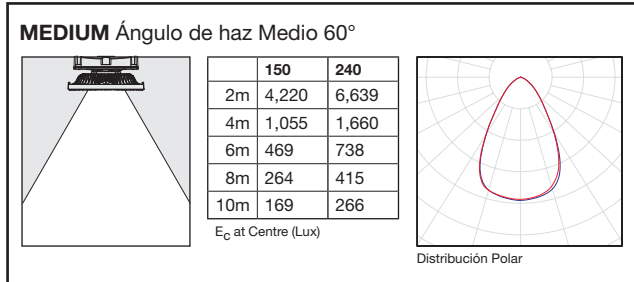 MEDIUM Ángulo de haz Medio 60°
150 240
2m 4,220 6,639
4m 1,055 1,660
6m 469 738
8m 264 415
10m 169 266
EC at Centre (Lux)
Distribución Polar